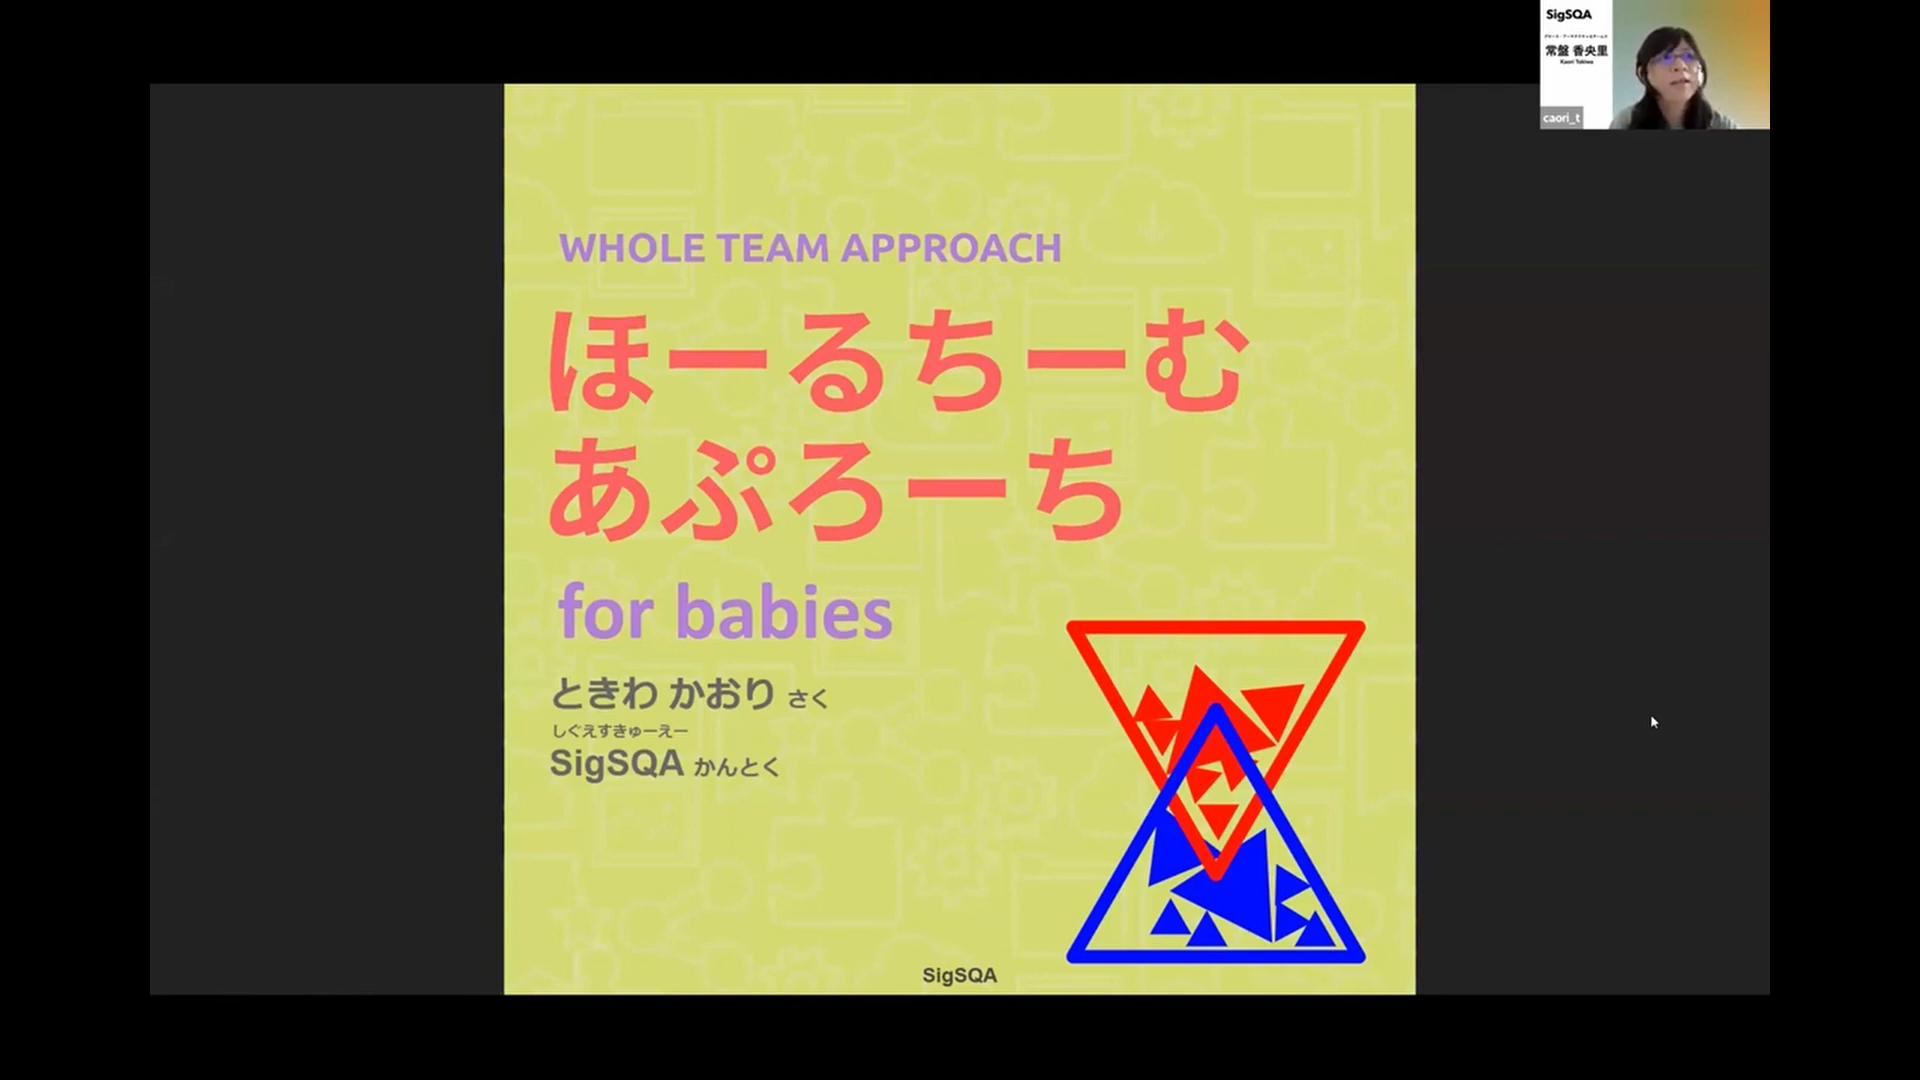 SigSQA
常盤 香央里
Kaori Tokiwa
caori_t
WHOLE TEAM APPROACH
ほーるちーむ
あぷろーち
for babies
ときわ かおり さく
しぐえすきゅーえー
SigSQA かんとく
SigSQA